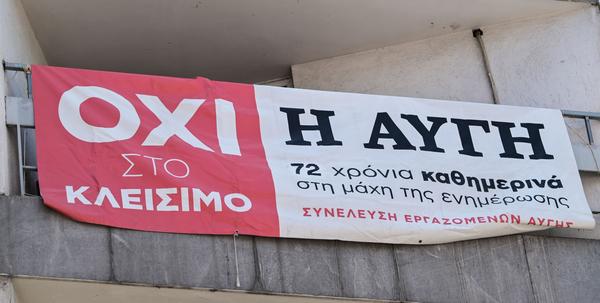 ΟΧΙ
ΣΤΟ
ΚΛΕΙΣΙΜΟ
Η ΑΥΓΗ
72 χρόνια καθημερινά
στη μάχη της ενημέρωσης
ΣΥΝΕΛΕΥΣΗ ΕΡΓΑΖΟΜΕΝΩΝ ΑΥΓΗΣ